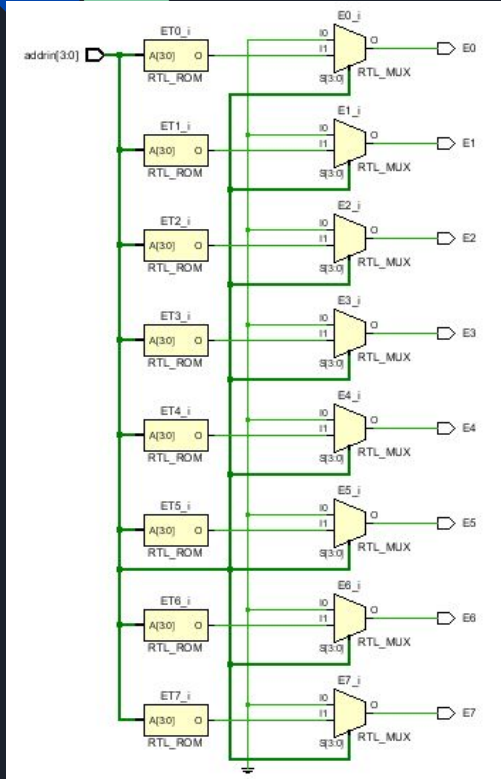 E0_i
ET0_i
addrin[3:0]
A[3:0] O
I0
I1
O
E0
RTL_ROM
S[3:0]
RTL_MUX
E1_i
ET1_i
A[3:0] O
I0
I1
O
E1
RTL_ROM
S[3:0]
RTL_MUX
E2_i
ET2_i
A[3:0] O
I0
I1
O
E2
RTL_ROM
S[3:0]
RTL_MUX
E3_i
ET3_i
A[3:0] O
I0
I1
O
E3
RTL_ROM
S[3:0]
RTL_MUX
E4_i
ET4_i
A[3:0] O
I0
I1
O
E4
RTL_ROM
S[3:0]
RTL_MUX
E5_i
ET5_i
A[3:0] O
I0
I1
O
E5
RTL_ROM
S[3:0]
RTL_MUX
E6_i
ET6_i
A[3:0] O
I0
I1
O
E6
RTL_ROM
S[3:0]
RTL_MUX
E7_i
ET7_i
A[3:0] O
I0
I1
O
E7
RTL_ROM
S[3:0]
RTL_MUX